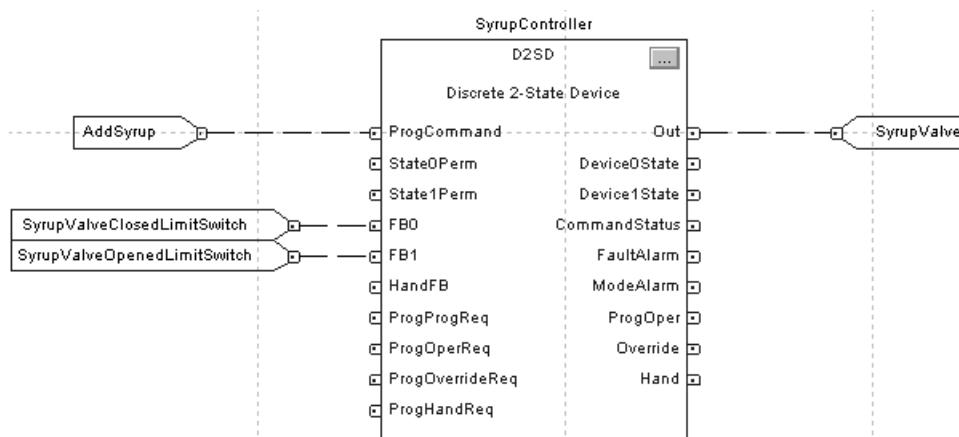 SyrupController
D2SD
...
Discrete 2-State Device
AddSyrup
ProgCommand
Out
SyrupValve
State0Perm
Device0State
State1Perm
Device1State
SyrupValveClosedLimitSwitch
FB0
CommandStatus
SyrupValveOpenedLimitSwitch
FB1
FaultAlarm
HandFB
ModeAlarm
ProgProgReq
ProgOper
ProgOperReq
Override
ProgOverrideReq
Hand
ProgHandReq